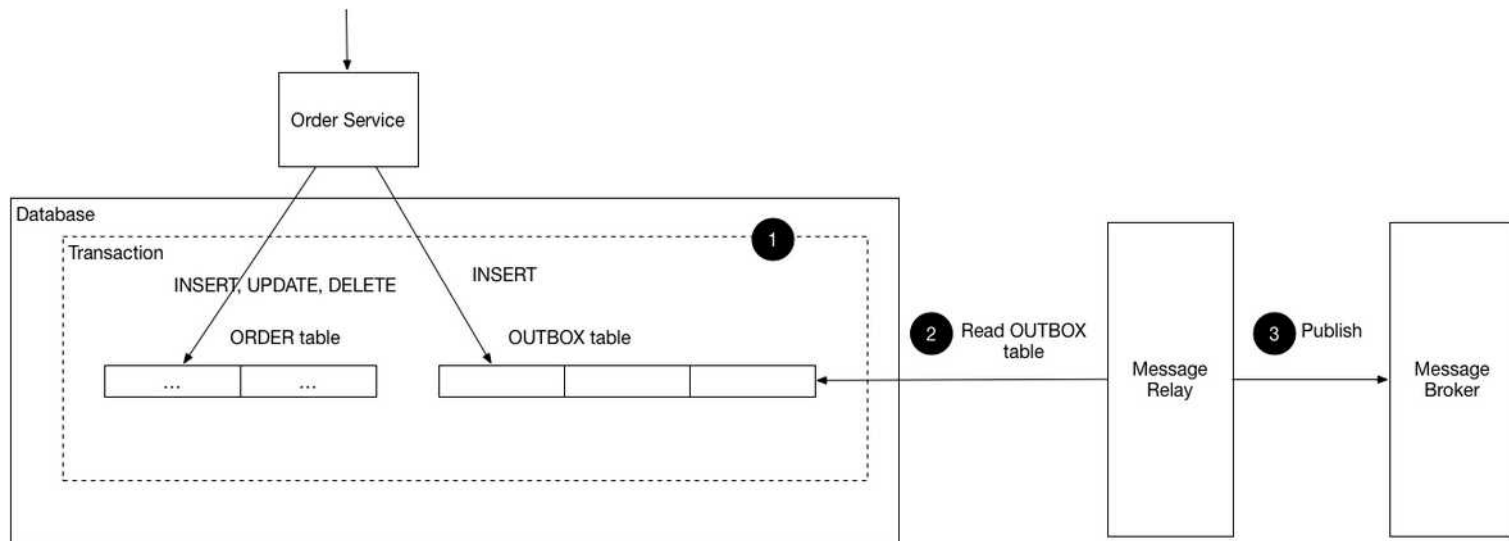 Order Service
Database
Transaction
1
INSERT, UPDATE, DELETE
INSERT
ORDER table
OUTBOX table
...
...
2
Read OUTBOX
table
Message
Relay
3
Publish
Message
Broker